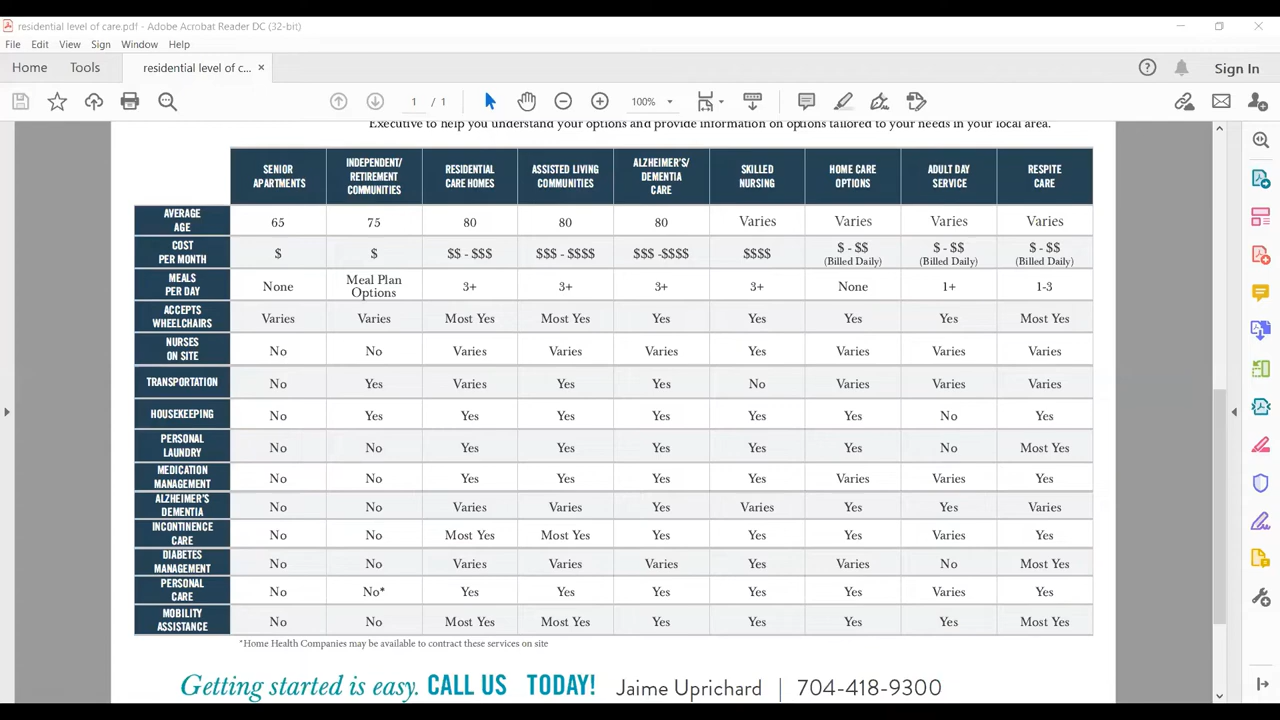 residential level of care.pdf - Adobe Acrobat Reader DC (32-bit)
File Edit View Sign Window Help
Home Tools residential level of c... × Sign In
1 / 1 100%
Executive to help you understand your options and provide information on options tailored to your needs in your local area.
SENIOR APARTMENTS INDEPENDENT/ RETIREMENT COMMUNITIES RESIDENTIAL CARE HOMES ASSISTED LIVING COMMUNITIES ALZHEIMER'S/ DEMENTIA CARE SKILLED NURSING HOME CARE OPTIONS ADULT DAY SERVICE RESPITE CARE
AVERAGE AGE 65 75 80 80 80 Varies Varies Varies Varies
COST PER MONTH $ $ $$ - $$$ $$$ - $$$$ $$$ -$$$$ $$$$ $ - $$ (Billed Daily) $ - $$ (Billed Daily) $ - $$ (Billed Daily)
MEALS PER DAY None Meal Plan Options 3+ 3+ 3+ 3+ None 1+ 1-3
ACCEPTS WHEELCHAIRS Varies Varies Most Yes Most Yes Yes Yes Yes Yes Most Yes
NURSES ON SITE No No Varies Varies Varies Yes Varies Varies Varies
TRANSPORTATION No Yes Varies Yes Yes No Varies Varies Varies
HOUSEKEEPING No Yes Yes Yes Yes Yes Yes No Yes
PERSONAL LAUNDRY No No Yes Yes Yes Yes Yes No Most Yes
MEDICATION MANAGEMENT No No Yes Yes Yes Yes Varies Varies Yes
ALZHEIMER'S DEMENTIA No No Varies Varies Yes Varies Yes Yes Varies
INCONTINENCE CARE No No Most Yes Most Yes Yes Yes Yes Varies Yes
DIABETES MANAGEMENT No No Varies Varies Varies Yes Varies No Most Yes
PERSONAL CARE No No* Yes Yes Yes Yes Yes Varies Yes
MOBILITY ASSISTANCE No No Most Yes Most Yes Yes Yes Yes Yes Most Yes
*Home Health Companies may be available to contract these services on site
Getting started is easy. CALL US TODAY! Jaime Uprichard | 704-418-9300